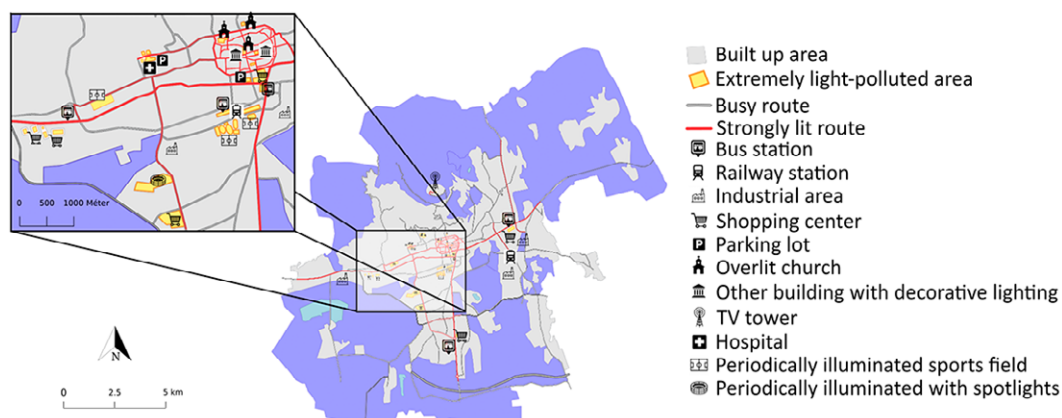 0 500 1000 Méter
N
0 2.5 5 km
Built up area
Extremely light-polluted area
Busy route
Strongly lit route
Bus station
Railway station
Industrial area
Shopping center
P Parking lot
Overlit church
Other building with decorative lighting
TV tower
Hospital
Periodically illuminated sports field
Periodically illuminated with spotlights
P
P